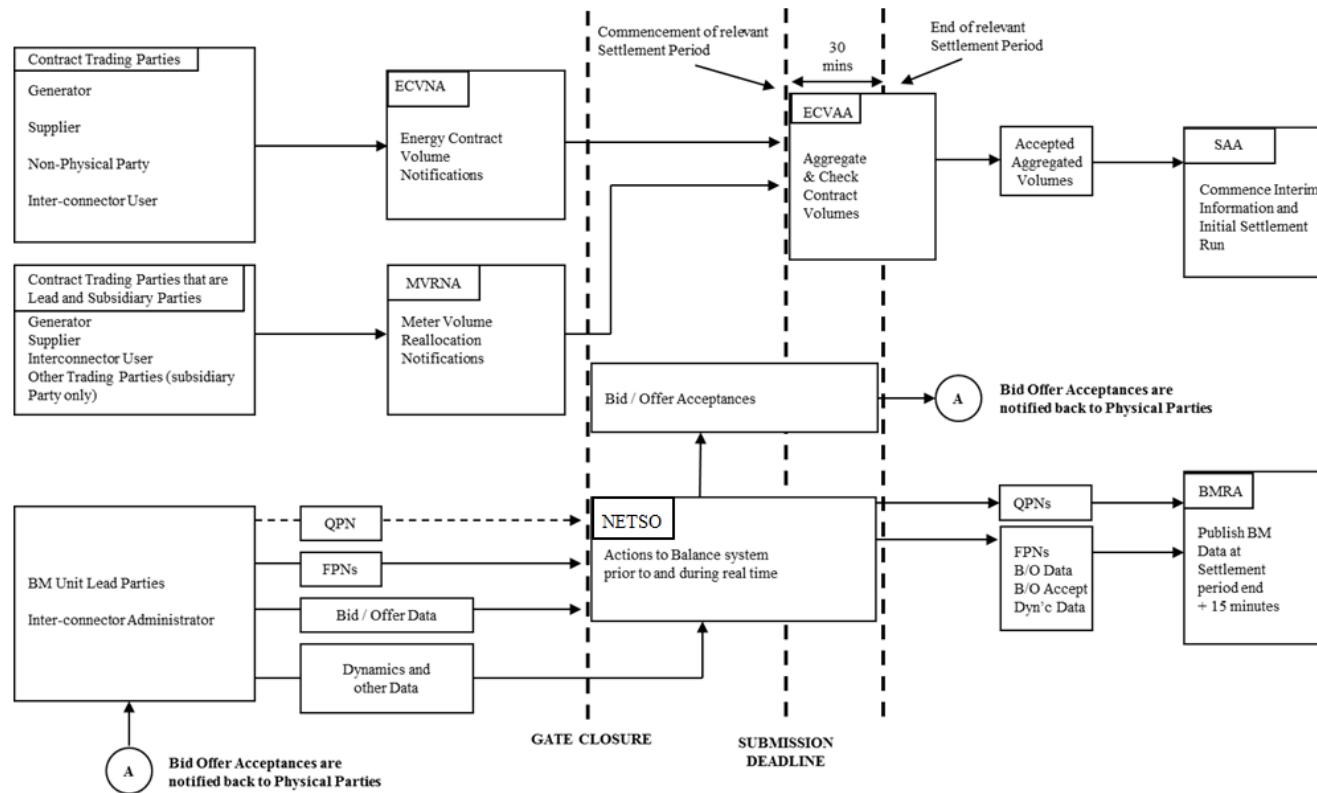 Commencement of relevant
Settlement Period
30
mins
End of relevant
Settlement Period
Contract Trading Parties
Generator
Supplier
Non-Physical Party
Inter-connector User
ECVNA
Energy Contract
Volume
Notifications
ECVAA
Aggregate
& Check
Contract
Volumes
Accepted
Aggregated
Volumes
SAA
Commence Interim
Information and
Initial Settlement
Run
Contract Trading Parties that are
Lead and Subsidiary Parties
Generator
Supplier
Interconnector User
Other Trading Parties (subsidiary
Party only)
MVRNA
Meter Volume
Reallocation
Notifications
Bid / Offer Acceptances
A
Bid Offer Acceptances are
notified back to Physical Parties
BM Unit Lead Parties
Inter-connector Administrator
QPN
FPNs
Bid / Offer Data
Dynamics and
other Data
NETSO
Actions to Balance system
prior to and during real time
QPNs
FPNs
B/O Data
B/O Accept
Dyn'c Data
BMRA
Publish BM
Data at
Settlement
period end
+ 15 minutes
GATE CLOSURE
SUBMISSION
DEADLINE
A
Bid Offer Acceptances are
notified back to Physical Parties